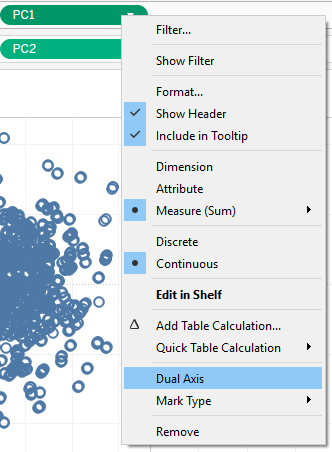 PC1
PC2
Filter...
Show Filter
Format...
Show Header
Include in Tooltip
Dimension
Attribute
Measure (Sum)
Discrete
Continuous
Edit in Shelf
Add Table Calculation...
Quick Table Calculation
Dual Axis
Mark Type
Remove